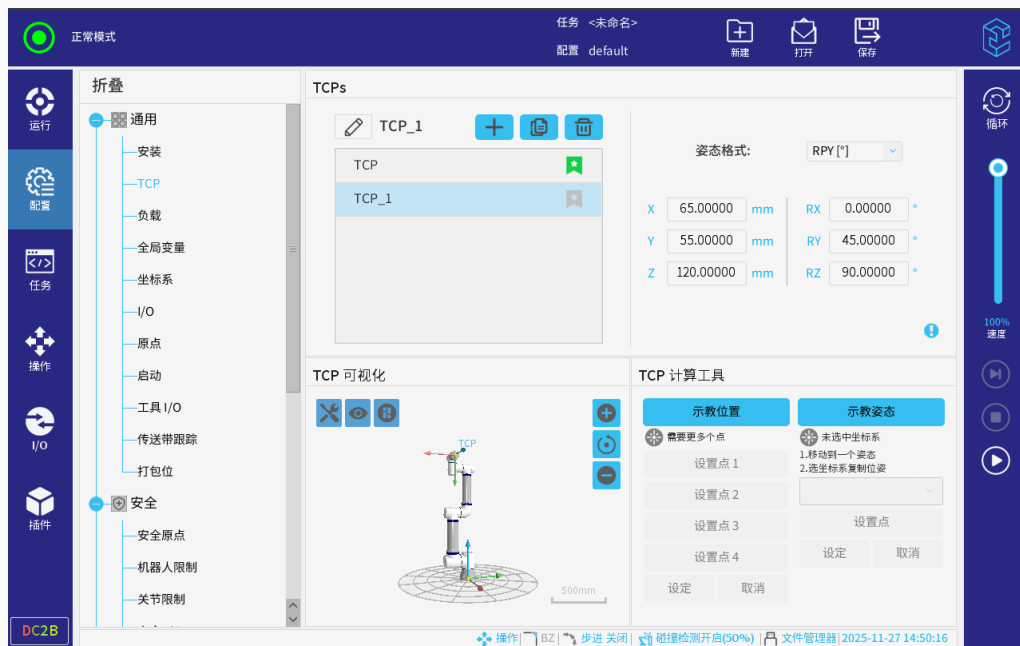 正常模式
任务 <未命名>
配置 default
新建
打开
保存
运行
配置
任务
操作
I/O
插件
DC2B
折叠
通用
安装
TCP
负载
全局变量
坐标系
I/O
原点
启动
工具 I/O
传送带跟踪
打包位
安全
安全原点
机器人限制
关节限制
TCPs
TCP_1
TCP
TCP_1
姿态格式: RPY [°]
X 65.00000 mm RX 0.00000 °
Y 55.00000 mm RY 45.00000 °
Z 120.00000 mm RZ 90.00000 °
TCP 可视化
TCP
500mm
TCP 计算工具
示教位置
需要更多个点
设置点 1
设置点 2
设置点 3
设置点 4
设定 取消
示教姿态
未选中坐标系
1.移动到一个姿态
2.选坐标系复制位姿
设置点
设定 取消
循环
100%
速度
操作| BZ| 步进 关闭| 碰撞检测开启(50%) | 文件管理器| 2025-11-27 14:50:16